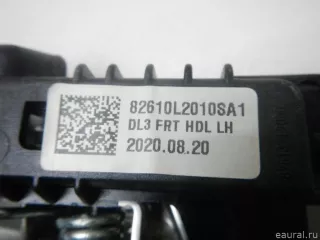 82610L2010SA1
DL3 FRT HDL LH
2020.08.20
eaural.ru